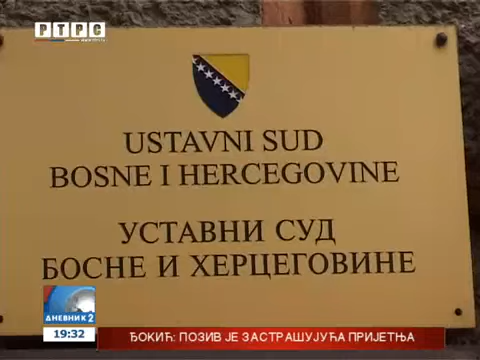 РТРС
USTAVNI SUD
BOSNE I HERCEGOVINE
УСТАВНИ СУД
БОСНЕ И ХЕРЦЕГОВИНЕ
ДНЕВНИК 2
19:32
ЂОКИЋ: ПОЗИВ ЈЕ ЗАСТРАШУЈУЋА ПРИЈЕТЊА